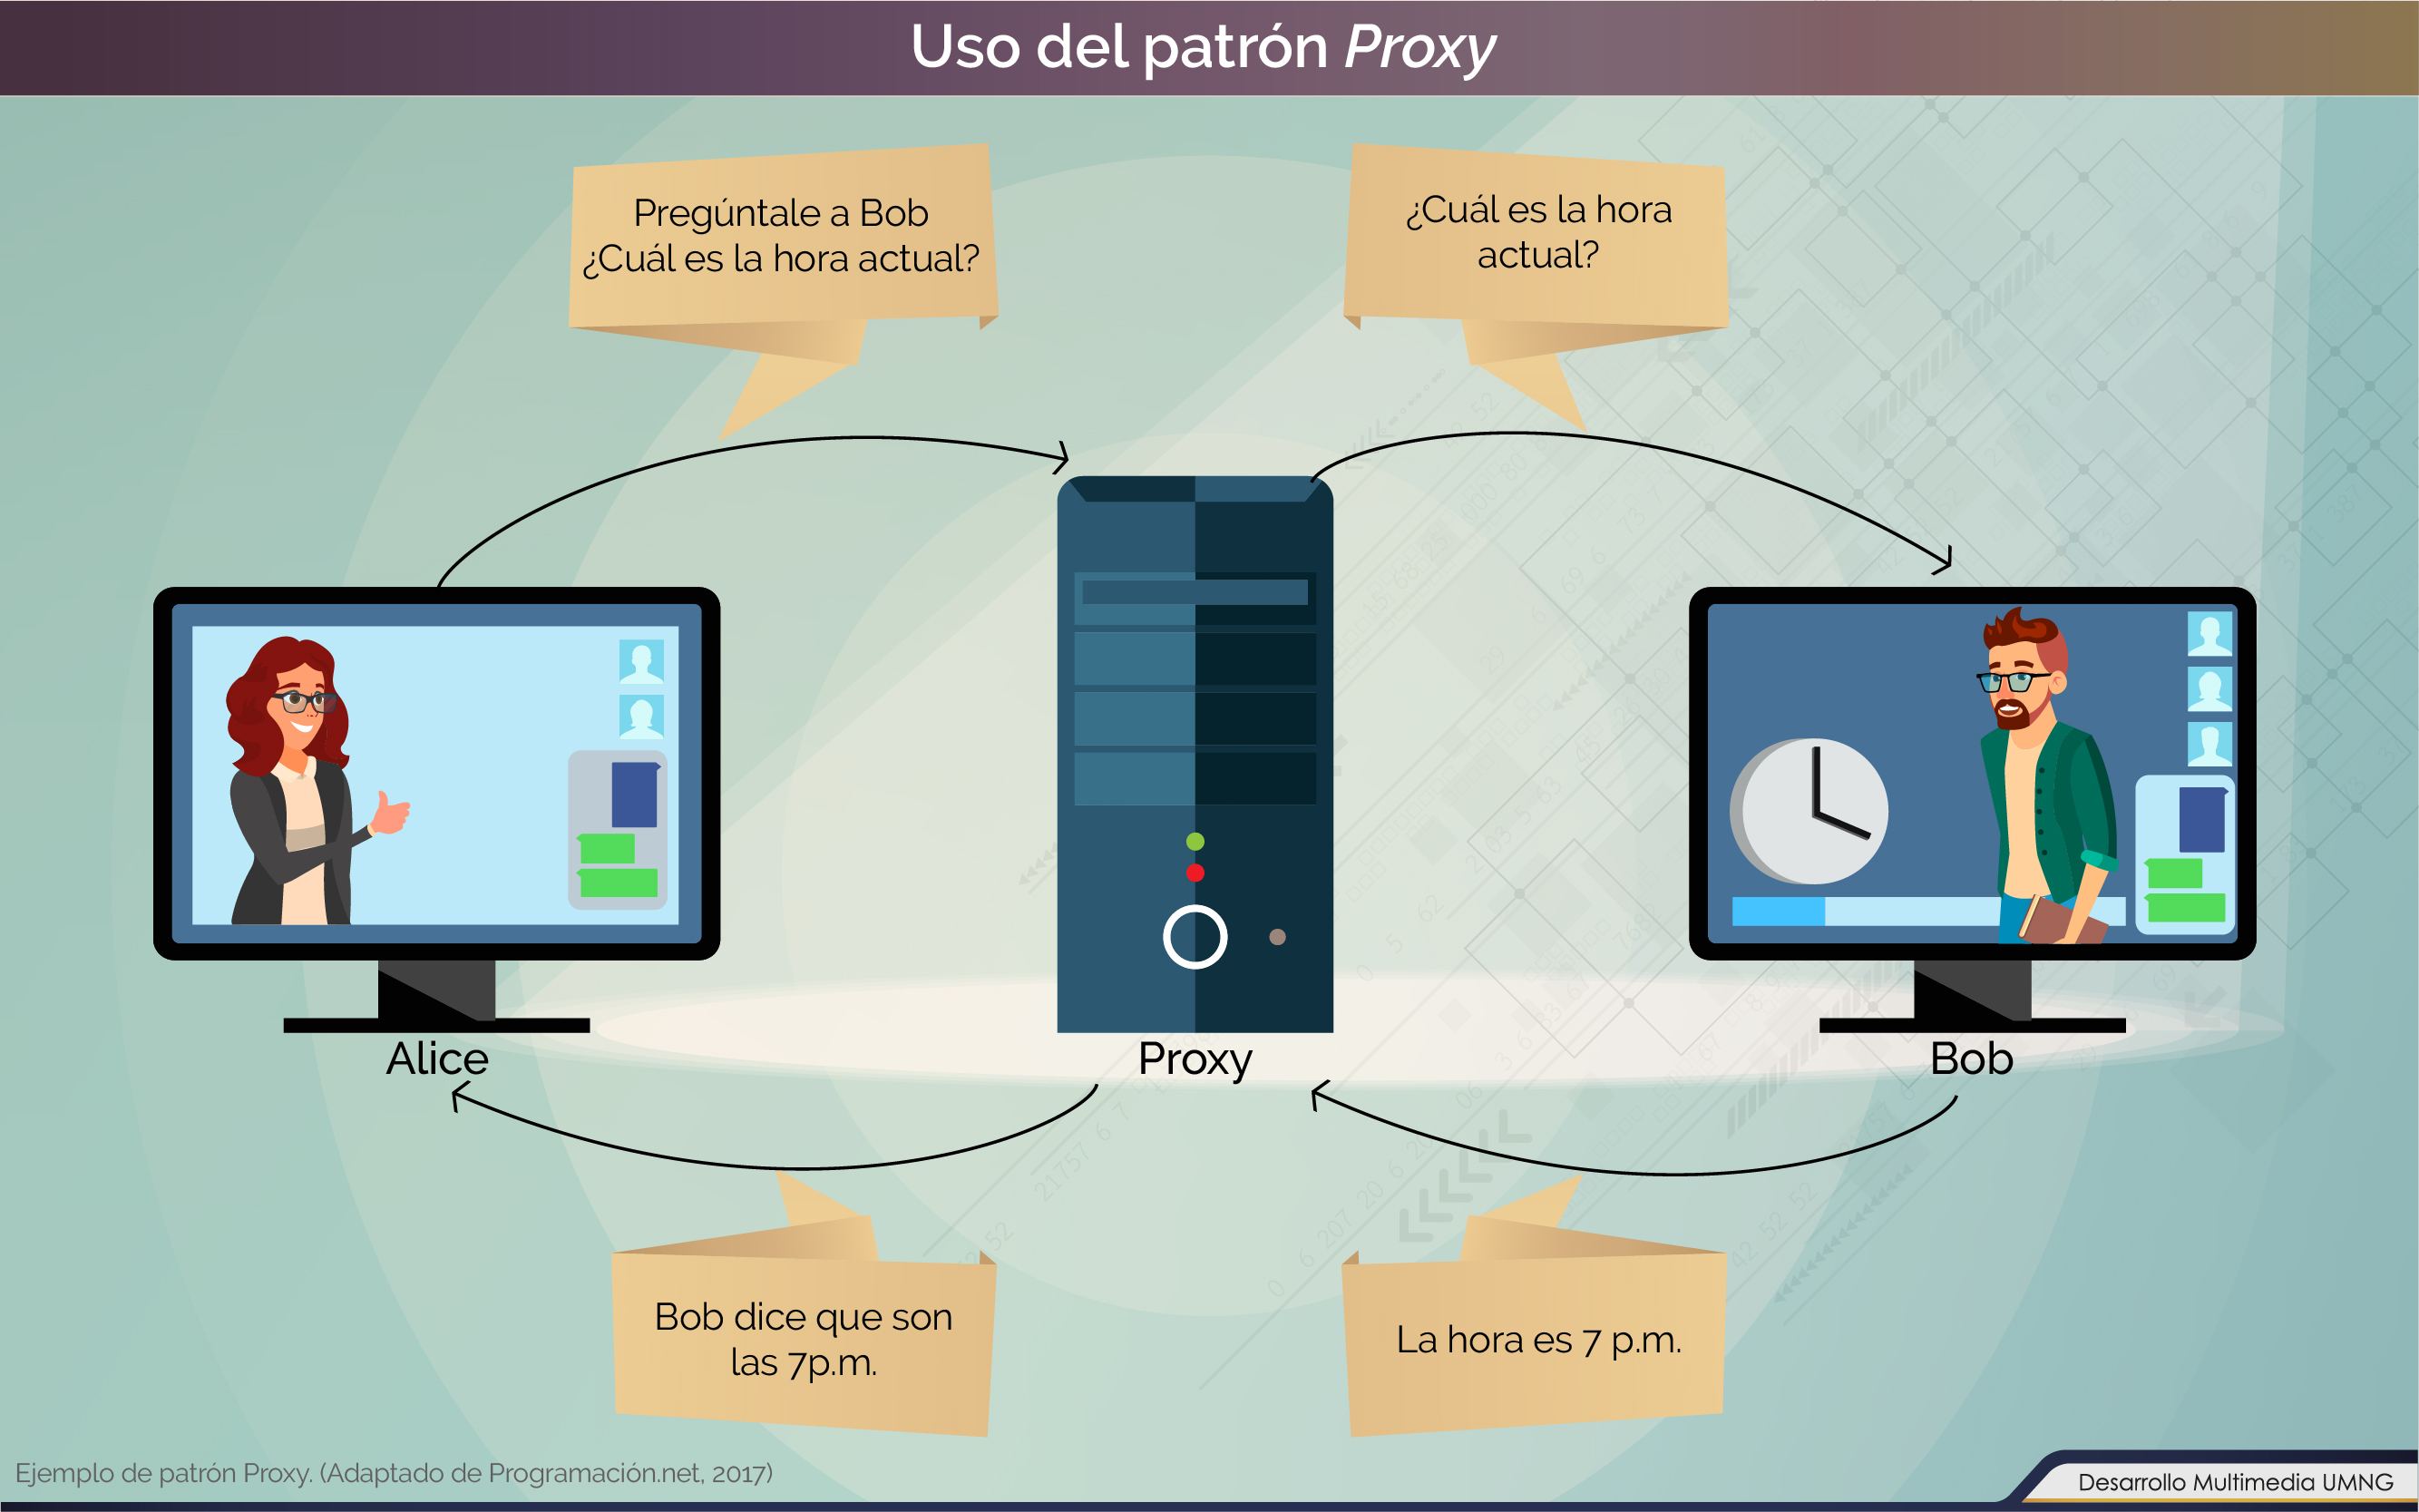 Uso del patrón Proxy
Pregúntale a Bob
¿Cuál es la hora actual?
¿Cuál es la hora
actual?
Alice
Proxy
Bob
Bob dice que son
las 7p.m.
La hora es 7 p.m.
Ejemplo de patrón Proxy. (Adaptado de Programación.net, 2017)
Desarrollo Multimedia UMNG